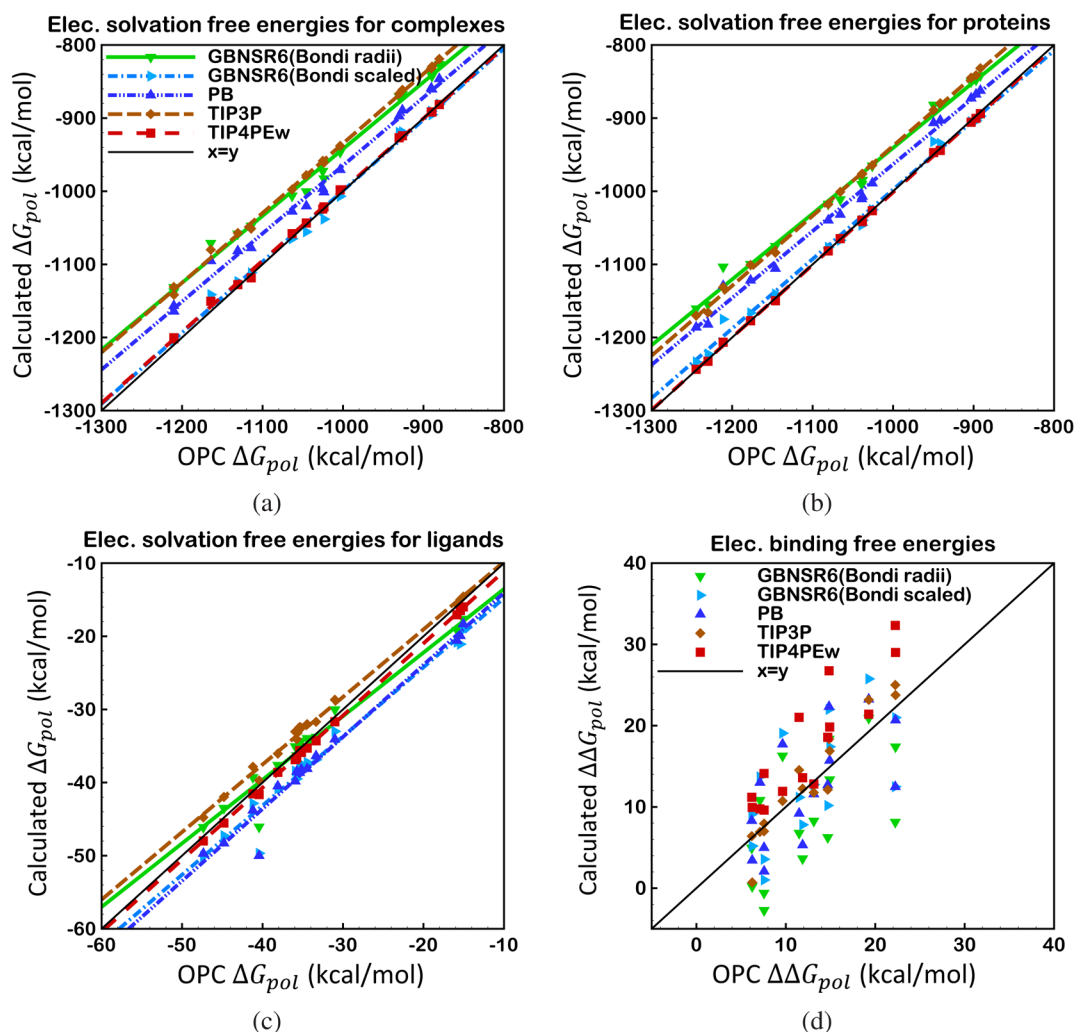 Elec. solvation free energies for complexes
-800
-900
-1000
-1100
-1200
-1300
-1300
-1200
-1100
-1000
-900
-800
Calculated ΔG_pol (kcal/mol)
OPC ΔG_pol (kcal/mol)
GBNSR6(Bondi radii)
GBNSR6(Bondi scaled)
PB
TIP3P
TIP4PEw
x=y
(a)
Elec. solvation free energies for proteins
-800
-900
-1000
-1100
-1200
-1300
-1300
-1200
-1100
-1000
-900
-800
Calculated ΔG_pol (kcal/mol)
OPC ΔG_pol (kcal/mol)
(b)
Elec. solvation free energies for ligands
-10
-20
-30
-40
-50
-60
-60
-50
-40
-30
-20
-10
Calculated ΔG_pol (kcal/mol)
OPC ΔG_pol (kcal/mol)
(c)
Elec. binding free energies
40
30
20
10
0
0
10
20
30
40
Calculated ΔΔG_pol (kcal/mol)
OPC ΔΔG_pol (kcal/mol)
GBNSR6(Bondi radii)
GBNSR6(Bondi scaled)
PB
TIP3P
TIP4PEw
x=y
(d)